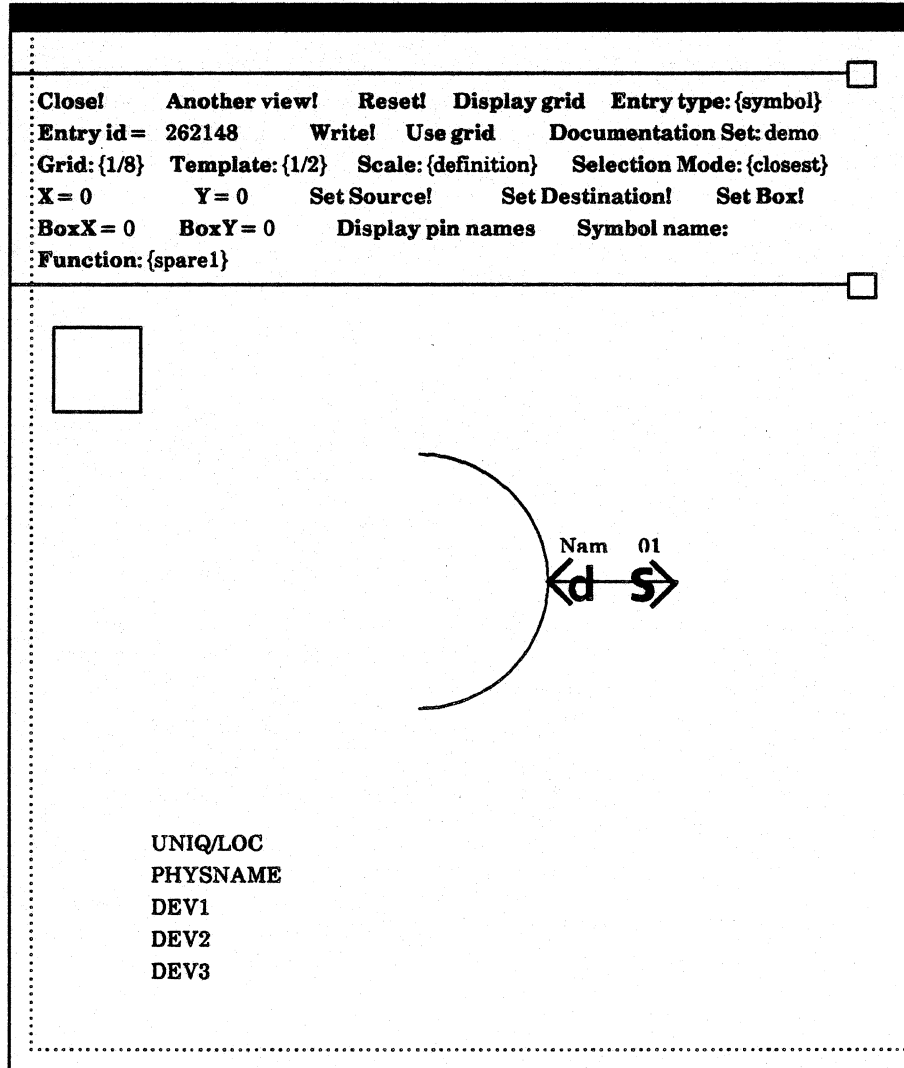 Close! Another view! Reset! Display grid Entry type: {symbol}
Entry id = 262148 Write! Use grid Documentation Set: demo
Grid: {1/8} Template: {1/2} Scale: {definition} Selection Mode: {closest}
X = 0 Y = 0 Set Source! Set Destination! Set Box!
BoxX = 0 BoxY = 0 Display pin names Symbol name:
Function: {spare1}
Nam 01
d S
UNIQ/LOC
PHYSNAME
DEV1
DEV2
DEV3